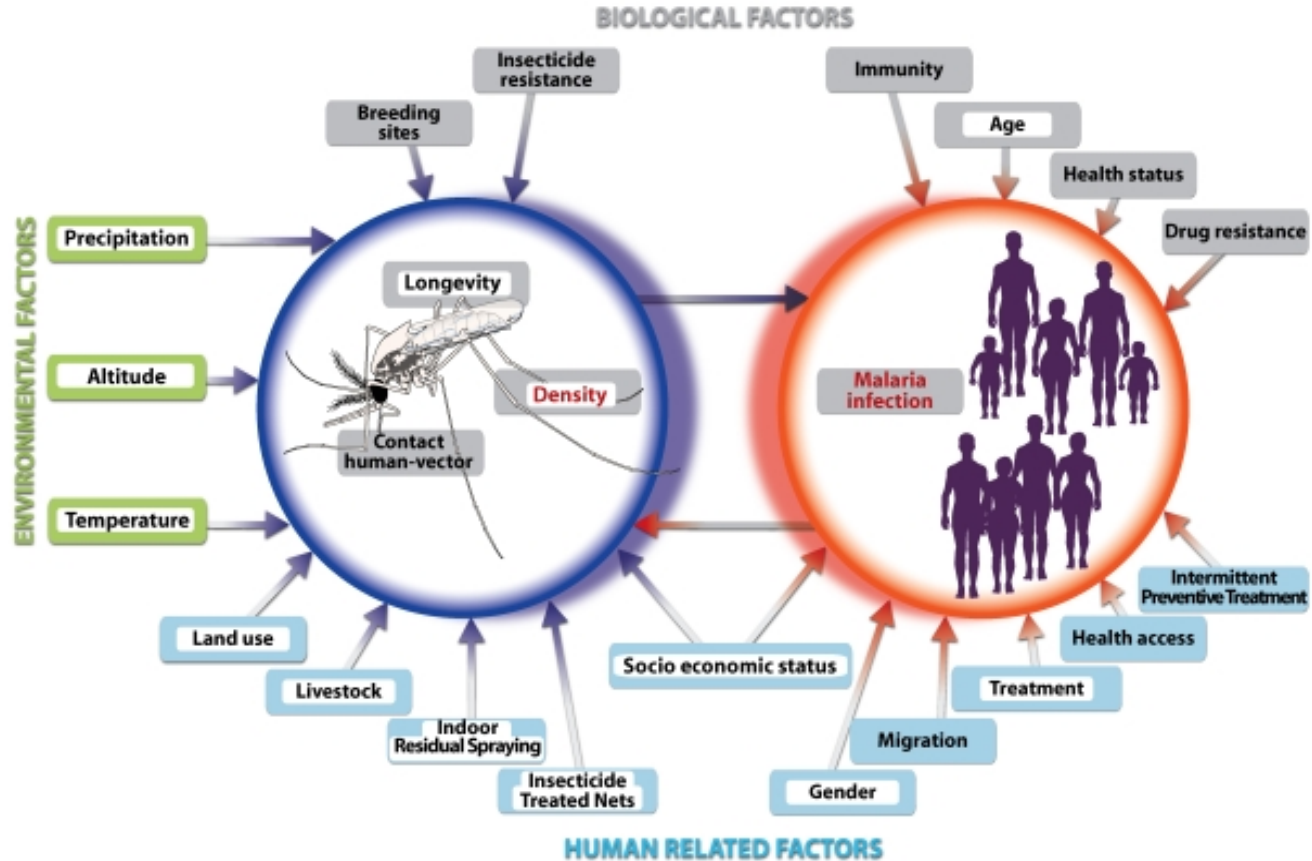 BIOLOGICAL FACTORS
Insecticide
resistance
Immunity
Breeding
sites
Age
Health status
Drug resistance
ENVIRONMENTAL FACTORS
Precipitation
Longevity
Altitude
Density
Malaria
infection
Contact
human-vector
Temperature
Intermittent
Preventive Treatment
Land use
Health access
Socio economic status
Livestock
Treatment
Indoor
Residual Spraying
Migration
Insecticide
Treated Nets
Gender
HUMAN RELATED FACTORS